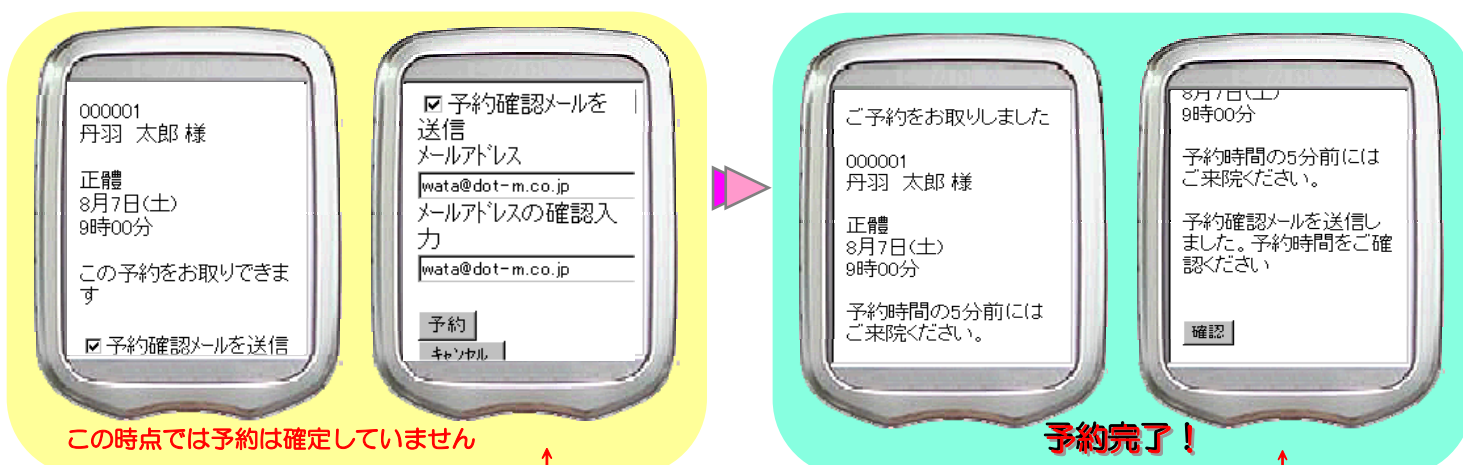 000001
丹羽 太郎 様
正體
8月7日(土)
9時00分
この予約をお取りできま
す
予約確認メールを送信
予約確認メールを
送信
メールアドレス
wata@dot-m.co.jp
メールアドレスの確認入
力
wata@dot-m.co.jp
予約
キャンセル
この時点では予約は確定していません
ご予約をお取りしました
000001
丹羽 太郎 様
正體
8月7日(土)
9時00分
予約時間の5分前には
ご来院ください。
8月7日(土)
9時00分
予約時間の5分前には
ご来院ください。
予約確認メールを送信し
ました。予約時間をご確
認ください
確認
予約完了！